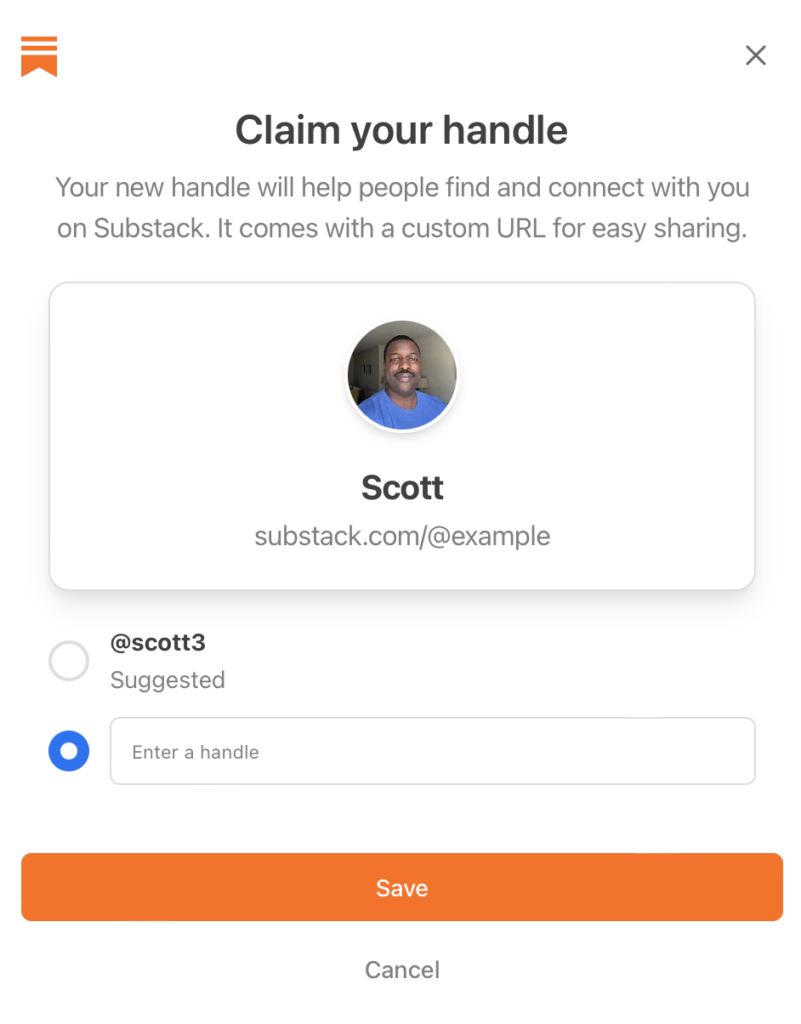 Claim your handle
Your new handle will help people find and connect with you
on Substack. It comes with a custom URL for easy sharing.
Scott
substack.com/@example
@scott3
Suggested
Enter a handle
Save
Cancel